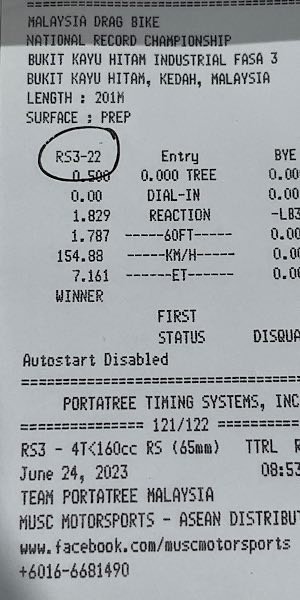 MALAYSIA DRAG BIKE
NATIONAL RECORD CHAMPIONSHIP
BUKIT KAYU HITAM INDUSTRIAL FASA 3
BUKIT KAYU HITAM, KEDAH, MALAYSIA
LENGTH : 201M
SURFACE : PREP
RS3-22 Entry BYE
0.500 0.000 TREE 0.00
0.00 DIAL-IN 0.00
1.829 REACTION -LB3
1.787 -----60FT----- 0.00
154.88 -----KM/H----- 0.00
7.161 ------ET------ 0.00
WINNER
FIRST
STATUS DISQUA
Autostart Disabled
PORTATREE TIMING SYSTEMS, INC
=============== 121/122 ===============
RS3 - 4T<160cc RS (65mm) TTRL R
June 24, 2023 08:53
TEAM PORTATREE MALAYSIA
MUSC MOTORSPORTS - ASEAN DISTRIBUT
www.facebook.com/muscmotorsports
+6016-6681490